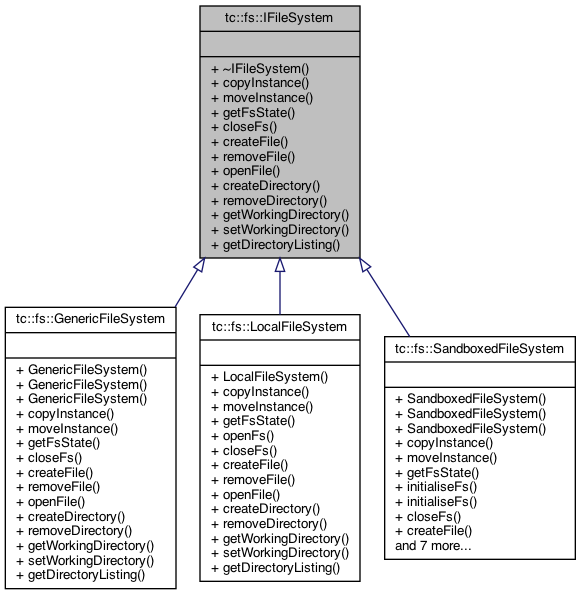 tc::fs::IFileSystem
+ ~IFileSystem()
+ copyInstance()
+ moveInstance()
+ getFsState()
+ closeFs()
+ createFile()
+ removeFile()
+ openFile()
+ createDirectory()
+ removeDirectory()
+ getWorkingDirectory()
+ setWorkingDirectory()
+ getDirectoryListing()
tc::fs::GenericFileSystem
+ GenericFileSystem()
+ GenericFileSystem()
+ GenericFileSystem()
+ copyInstance()
+ moveInstance()
+ getFsState()
+ closeFs()
+ createFile()
+ removeFile()
+ openFile()
+ createDirectory()
+ removeDirectory()
+ getWorkingDirectory()
+ setWorkingDirectory()
+ getDirectoryListing()
tc::fs::LocalFileSystem
+ LocalFileSystem()
+ copyInstance()
+ moveInstance()
+ getFsState()
+ openFs()
+ closeFs()
+ createFile()
+ removeFile()
+ openFile()
+ createDirectory()
+ removeDirectory()
+ getWorkingDirectory()
+ setWorkingDirectory()
+ getDirectoryListing()
tc::fs::SandboxedFileSystem
+ SandboxedFileSystem()
+ SandboxedFileSystem()
+ SandboxedFileSystem()
+ copyInstance()
+ moveInstance()
+ getFsState()
+ initialiseFs()
+ initialiseFs()
+ closeFs()
+ createFile()
and 7 more...